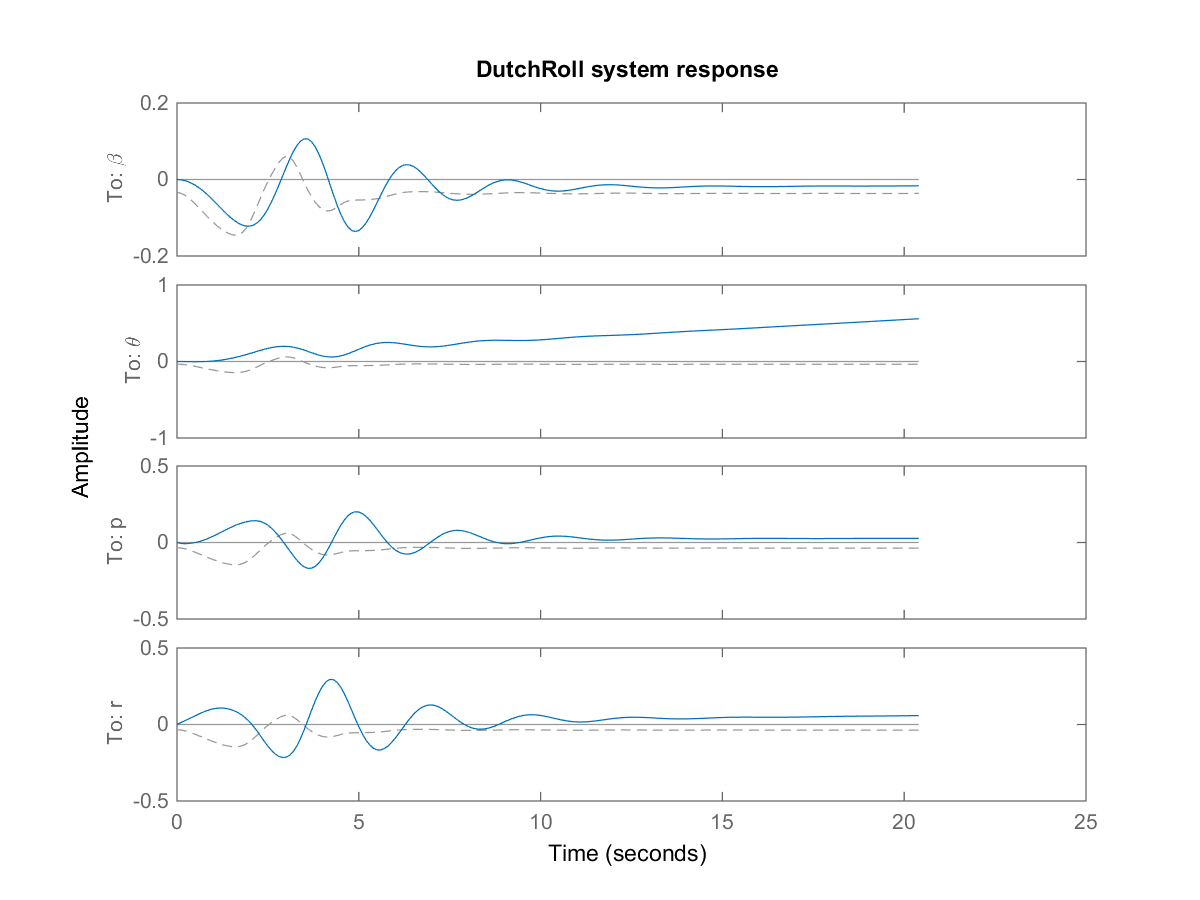 DutchRoll system response
To: β
0.2
0
-0.2
To: θ
1
0
-1
Amplitude
To: p
0.5
0
-0.5
To: r
0.5
0
-0.5
0 5 10 15 20 25
Time (seconds)